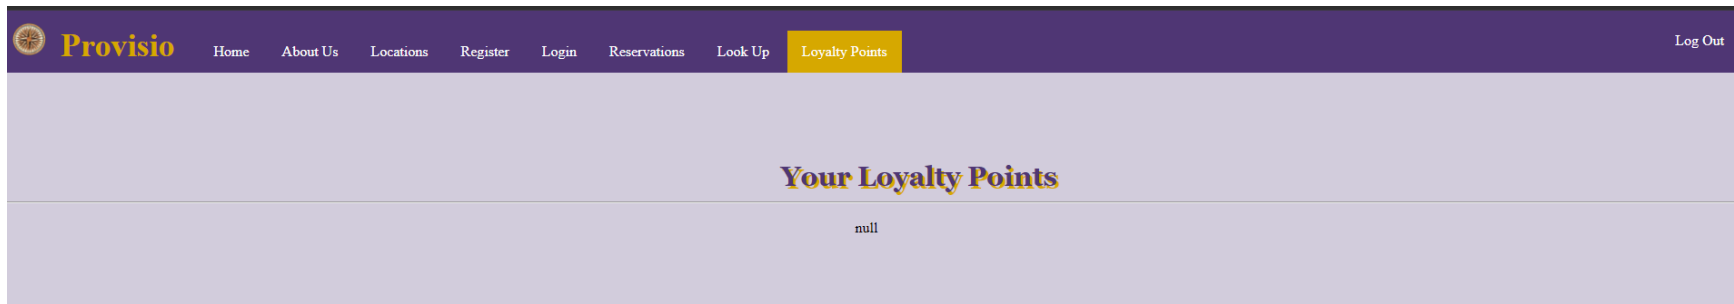 Provisio Home About Us Locations Register Login Reservations Look Up Loyalty Points Log Out
Your Loyalty Points
null